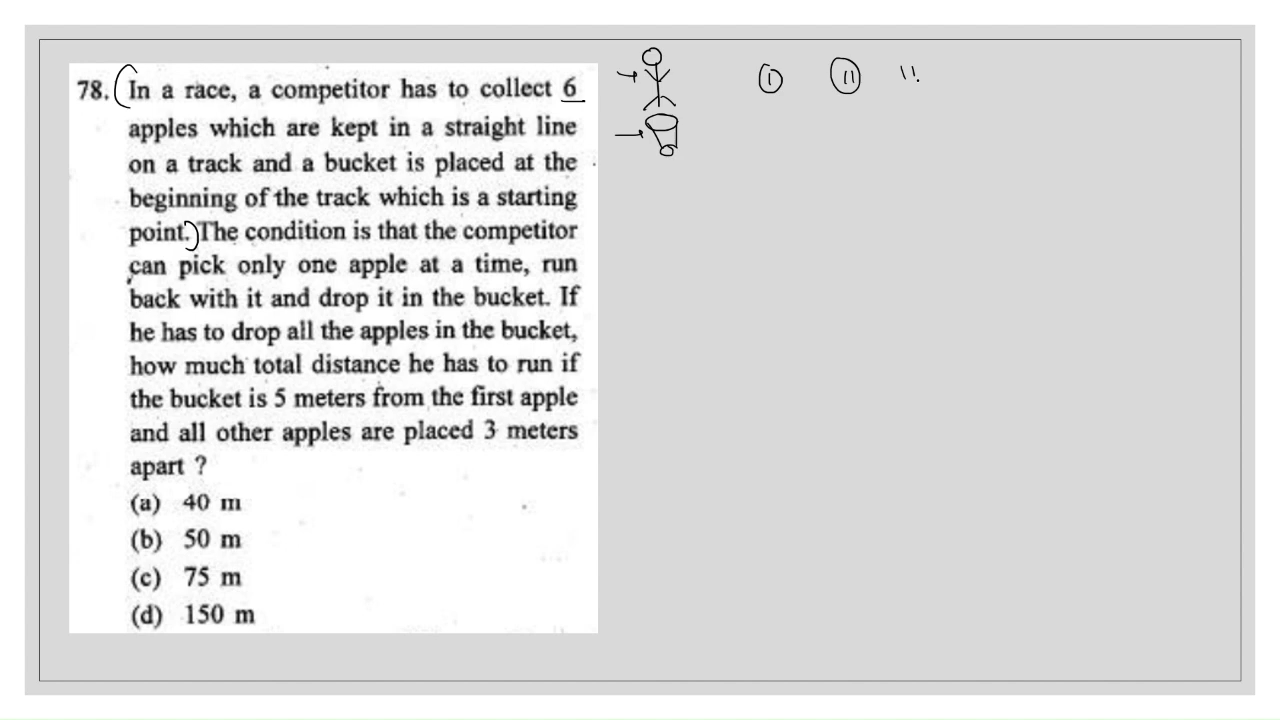 78. In a race, a competitor has to collect 6
apples which are kept in a straight line
on a track and a bucket is placed at the
beginning of the track which is a starting
point. The condition is that the competitor
can pick only one apple at a time, run
back with it and drop it in the bucket. If
he has to drop all the apples in the bucket,
how much total distance he has to run if
the bucket is 5 meters from the first apple
and all other apples are placed 3 meters
apart ?
(a) 40 m
(b) 50 m
(c) 75 m
(d) 150 m